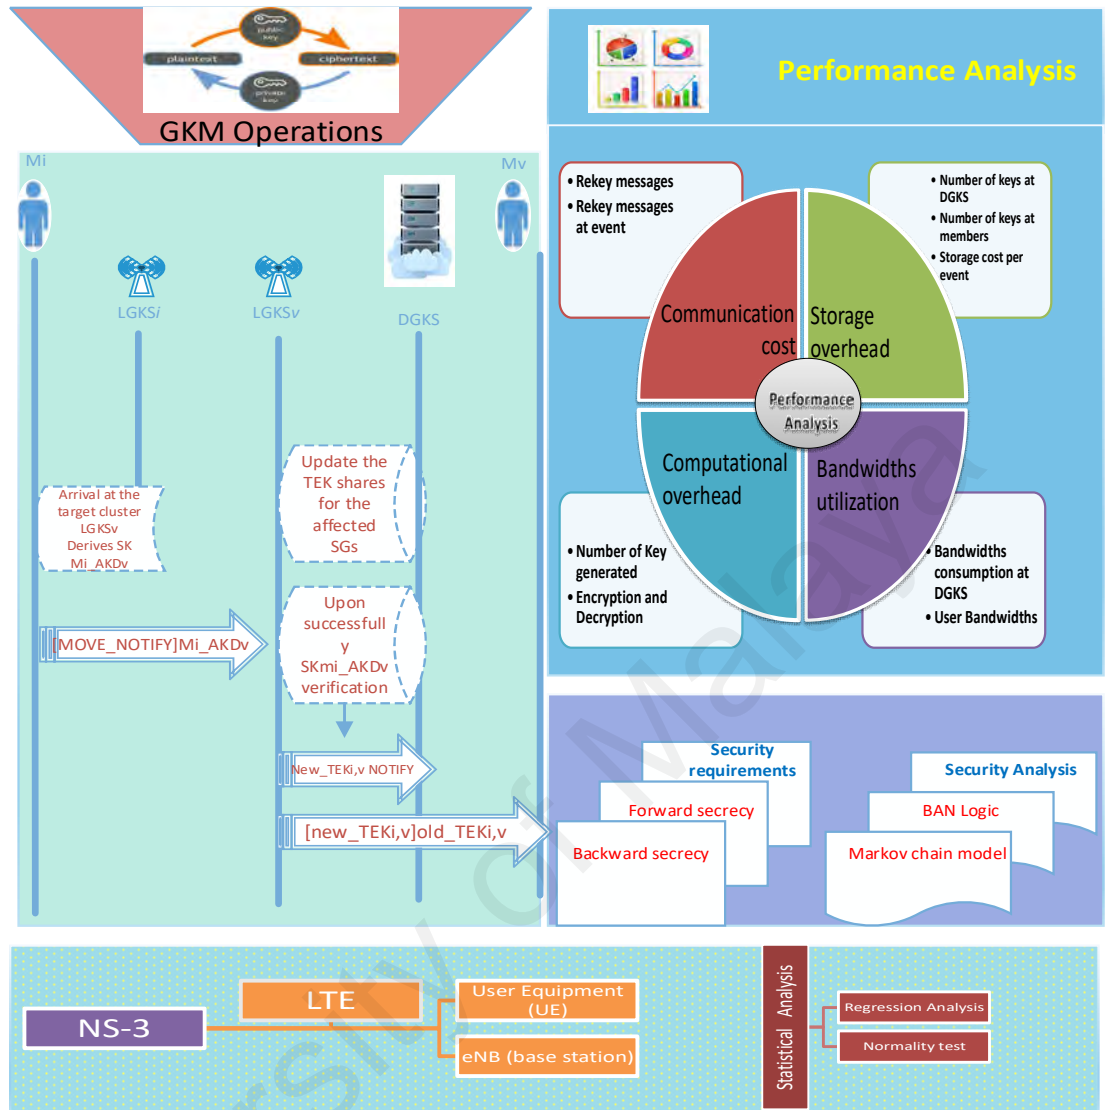 public
key
plaintext
ciphertext
private
key
GKM Operations
Performance Analysis
Mi
Mv
LGKSi
LGKSv
DGKS
Update the
TEK shares
for the
affected
SGs
Arrival at the
target cluster
LGKSv
Derives SK
Mi_AKDv
Upon
successfull
y
SKmi_AKDv
verification
[MOVE_NOTIFY]Mi_AKDv
New_TEKi,v NOTIFY
[new_TEKi,v]old_TEKi,v
• Rekey messages
• Rekey messages
at event
• Number of keys at
DGKS
• Number of keys at
members
• Storage cost per
event
Communication
cost
Storage
overhead
Performance
Analysis
Computational
overhead
Bandwidths
utilization
• Number of Key
generated
• Encryption and
Decryption
• Bandwidths
consumption at
DGKS
• User Bandwidths
Security
requirements
Forward secrecy
Backward secrecy
Security Analysis
BAN Logic
Markov chain model
NS-3
LTE
User Equipment
(UE)
eNB (base station)
Statistical Analysis
Regression Analysis
Normality test
rsity of Malaya